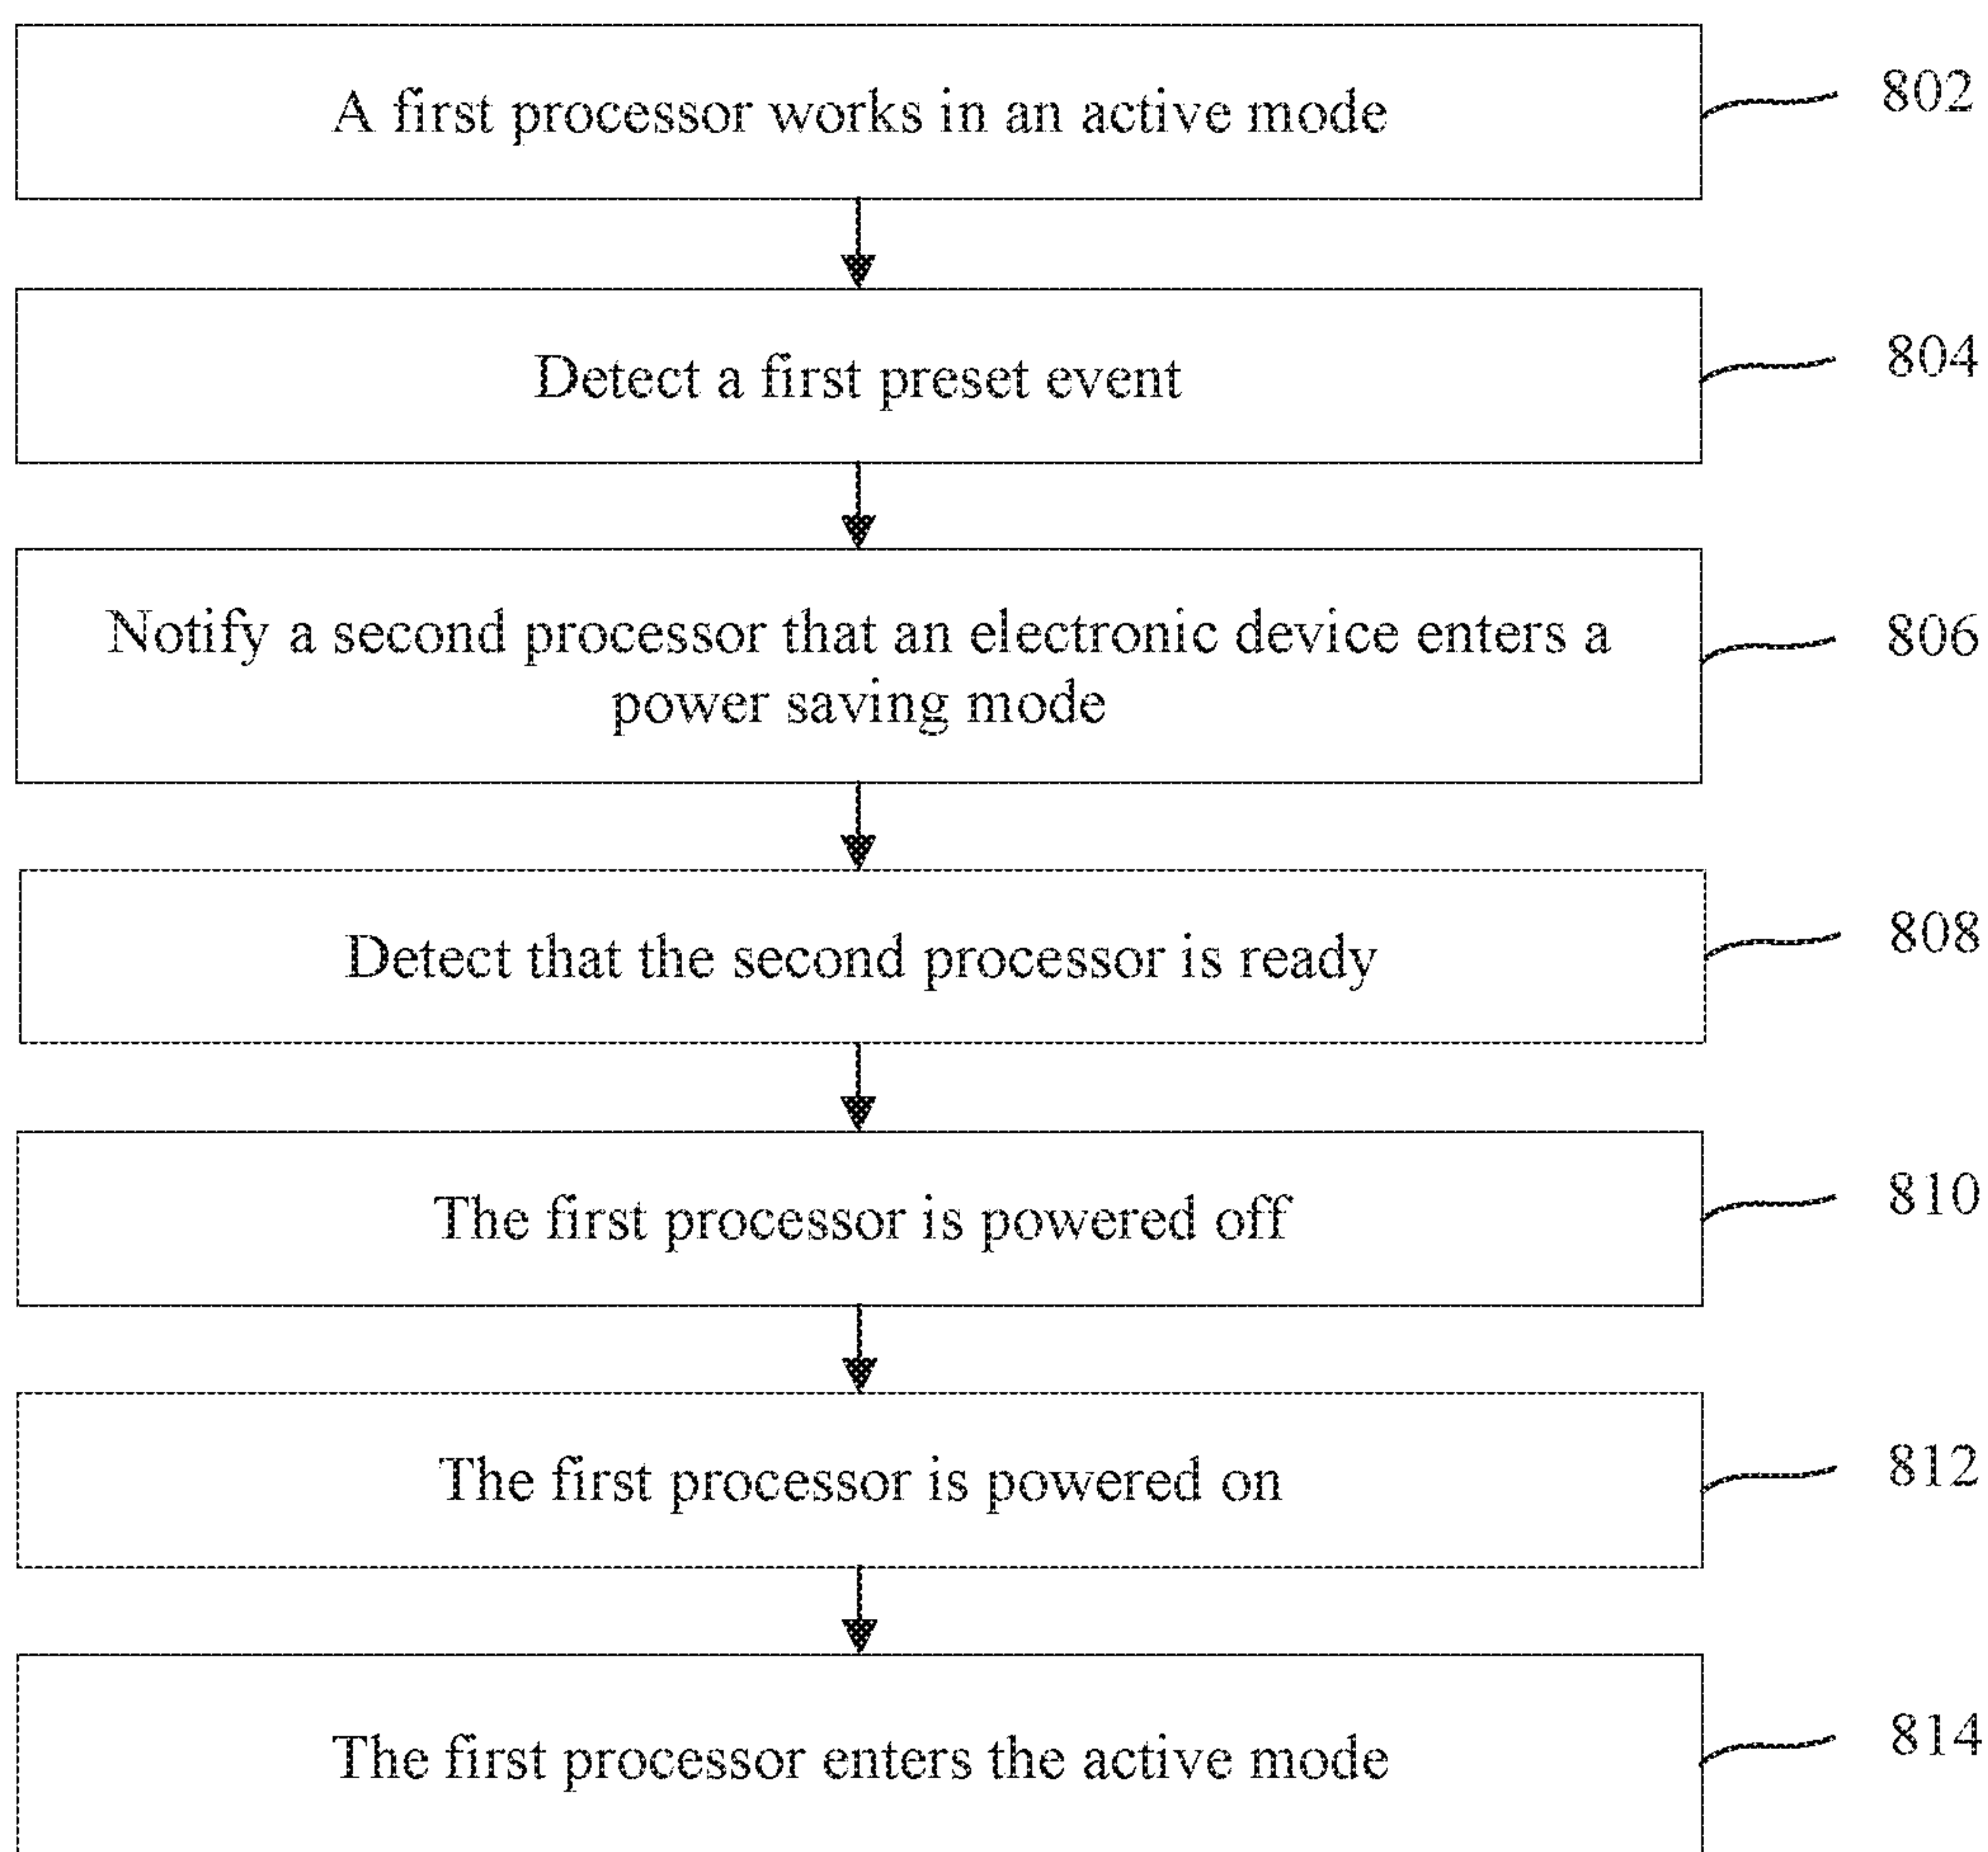 A first processor works in an active mode
802
Detect a first preset event
804
Notify a second processor that an electronic device enters a
power saving mode
806
Detect that the second processor is ready
808
The first processor is powered off
810
The first processor is powered on
812
The first processor enters the active mode
814